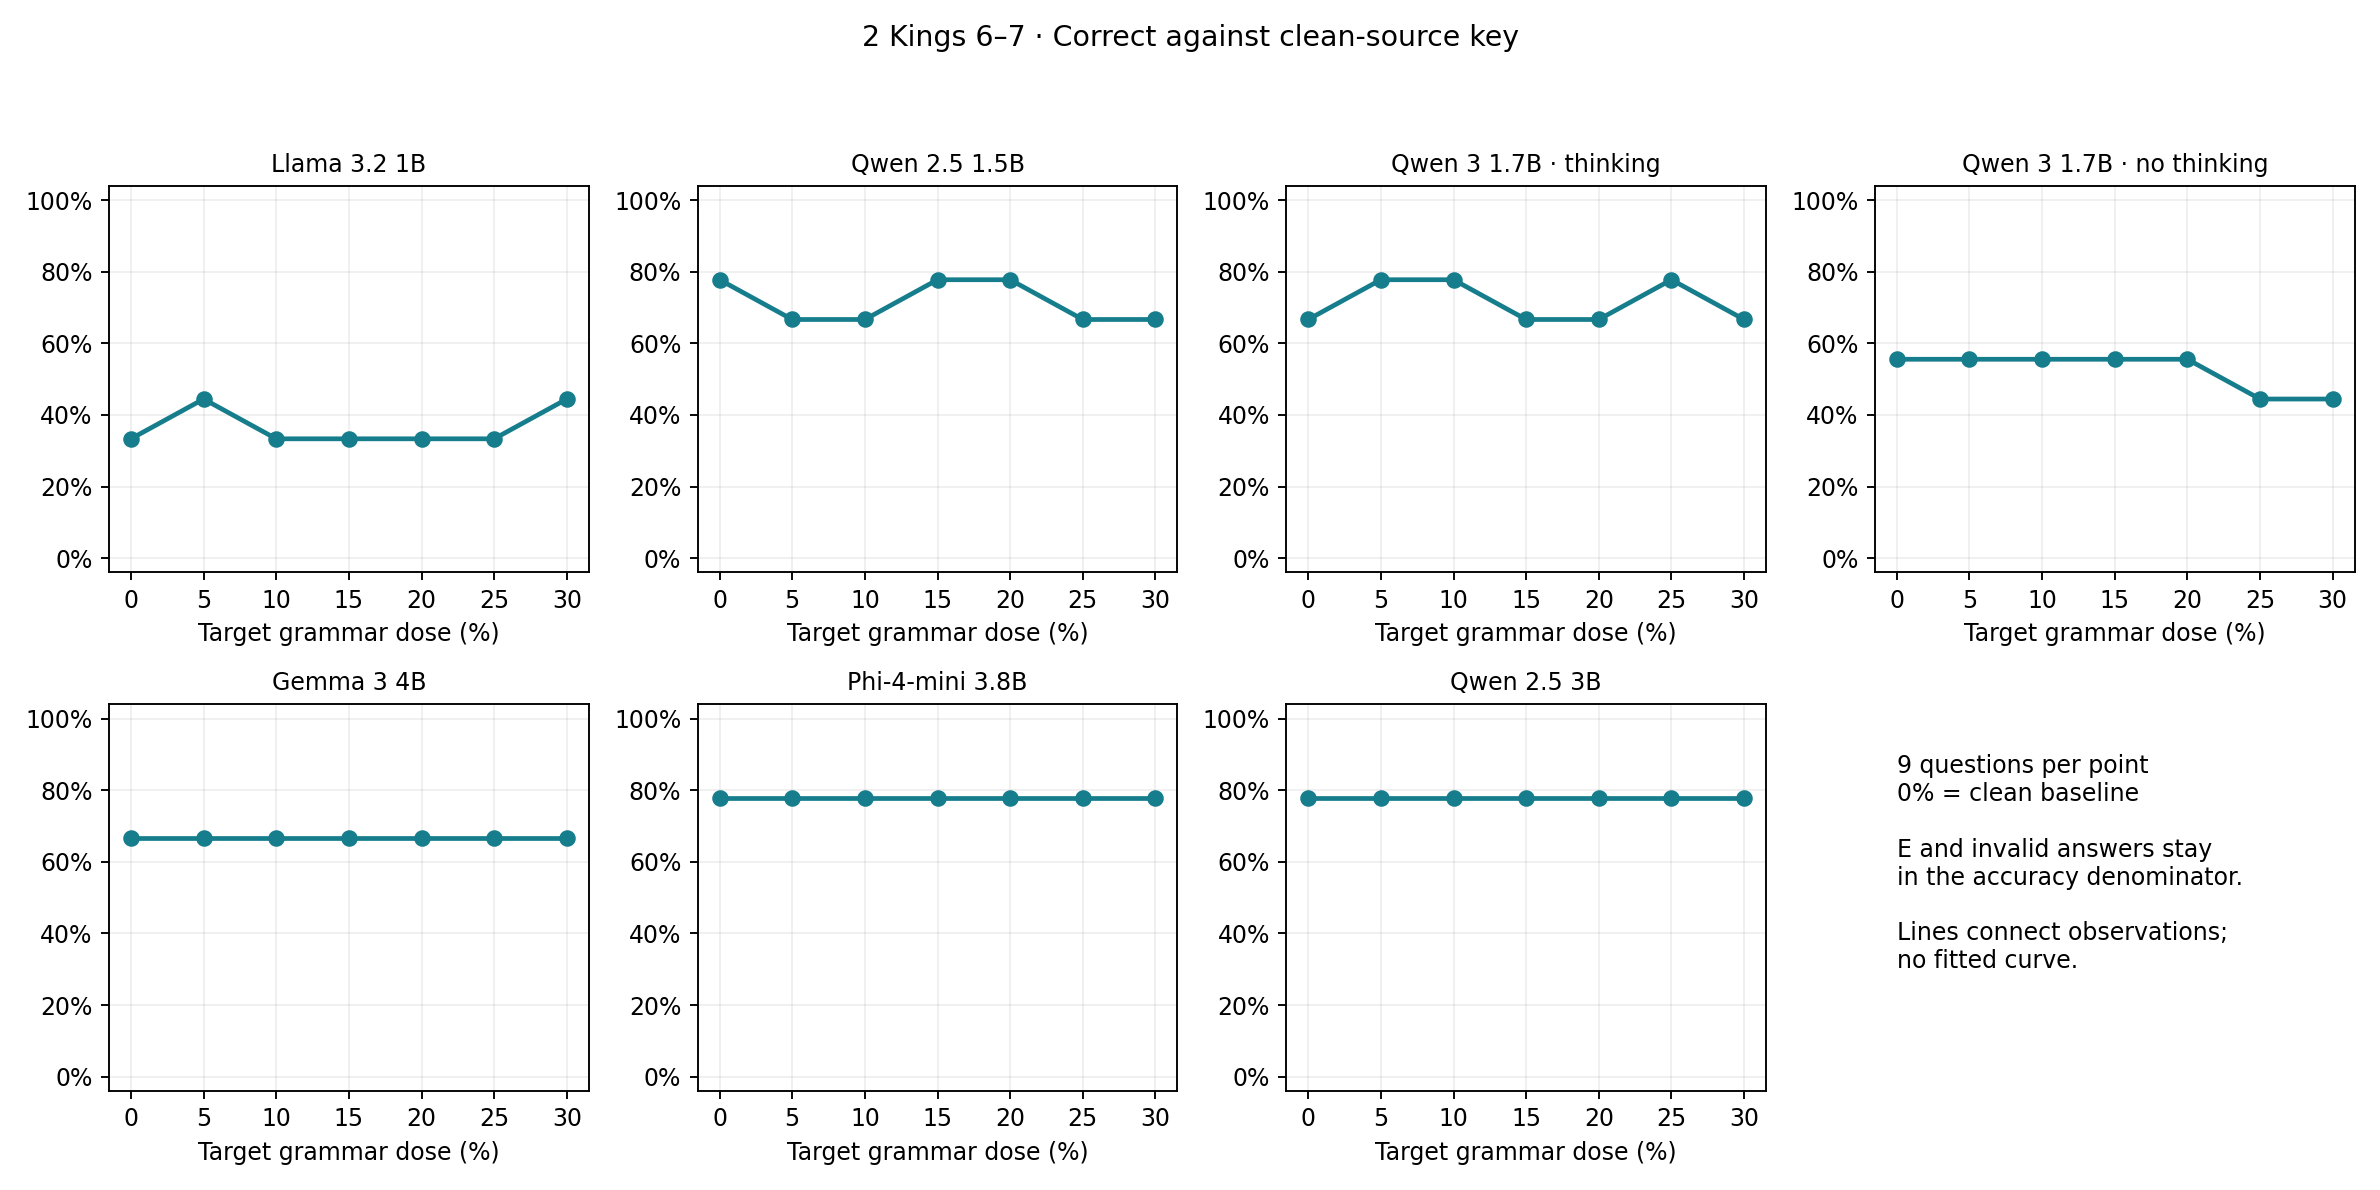 2 Kings 6–7 · Correct against clean-source key
Llama 3.2 1B
100%
80%
60%
40%
20%
0%
0 5 10 15 20 25 30
Target grammar dose (%)
Qwen 2.5 1.5B
100%
80%
60%
40%
20%
0%
0 5 10 15 20 25 30
Target grammar dose (%)
Qwen 3 1.7B · thinking
100%
80%
60%
40%
20%
0%
0 5 10 15 20 25 30
Target grammar dose (%)
Qwen 3 1.7B · no thinking
100%
80%
60%
40%
20%
0%
0 5 10 15 20 25 30
Target grammar dose (%)
Gemma 3 4B
100%
80%
60%
40%
20%
0%
0 5 10 15 20 25 30
Target grammar dose (%)
Phi-4-mini 3.8B
100%
80%
60%
40%
20%
0%
0 5 10 15 20 25 30
Target grammar dose (%)
Qwen 2.5 3B
100%
80%
60%
40%
20%
0%
0 5 10 15 20 25 30
Target grammar dose (%)
9 questions per point
0% = clean baseline
E and invalid answers stay
in the accuracy denominator.
Lines connect observations;
no fitted curve.